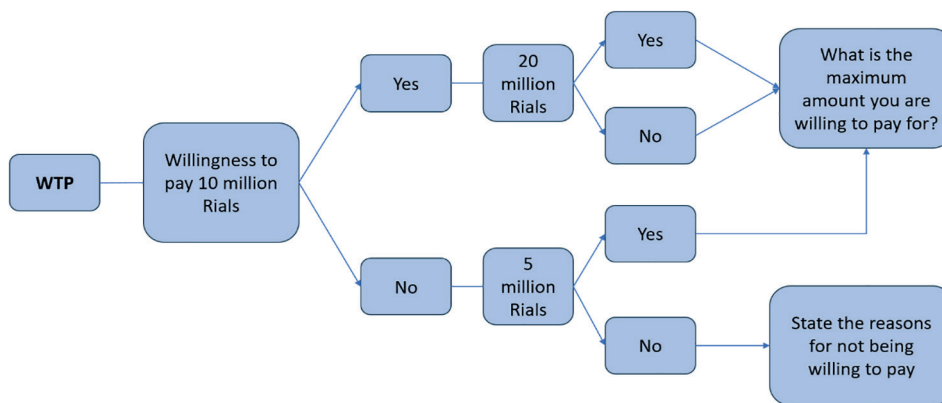 WTP
Willingness to
pay 10 million
Rials
Yes
No
20
million
Rials
5
million
Rials
Yes
No
Yes
No
What is the
maximum
amount you are
willing to pay for?
State the reasons
for not being
willing to pay